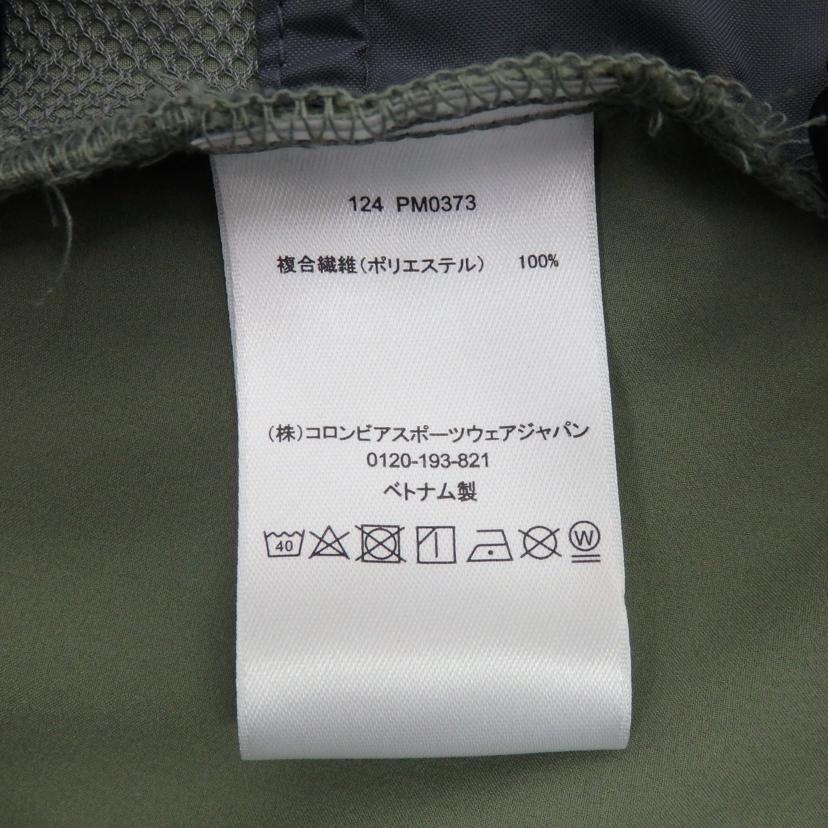 124 PM0373
複合繊維（ポリエステル） 100%
（株）コロンビアスポーツウェアジャパン
0120-193-821
ベトナム製
40 W